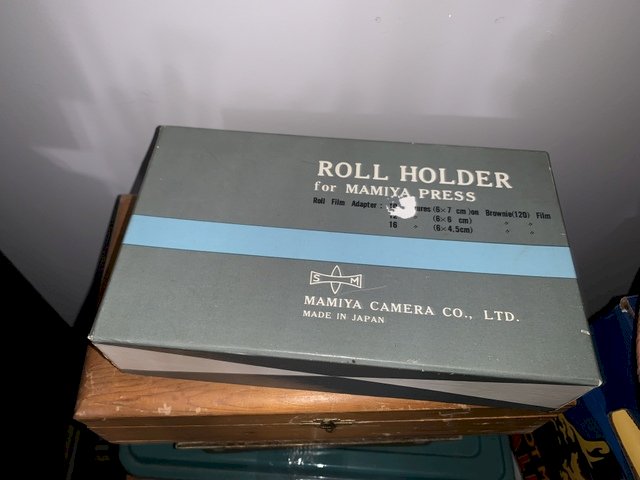 ROLL HOLDER
for MAMIYA PRESS
Roll Film Adapter : (6×7 cm)on Brownie(120) Film
12 〃 (6×6 cm) 〃 〃
16 〃 (6×4.5cm) 〃 〃
S M
MAMIYA CAMERA CO., LTD.
MADE IN JAPAN